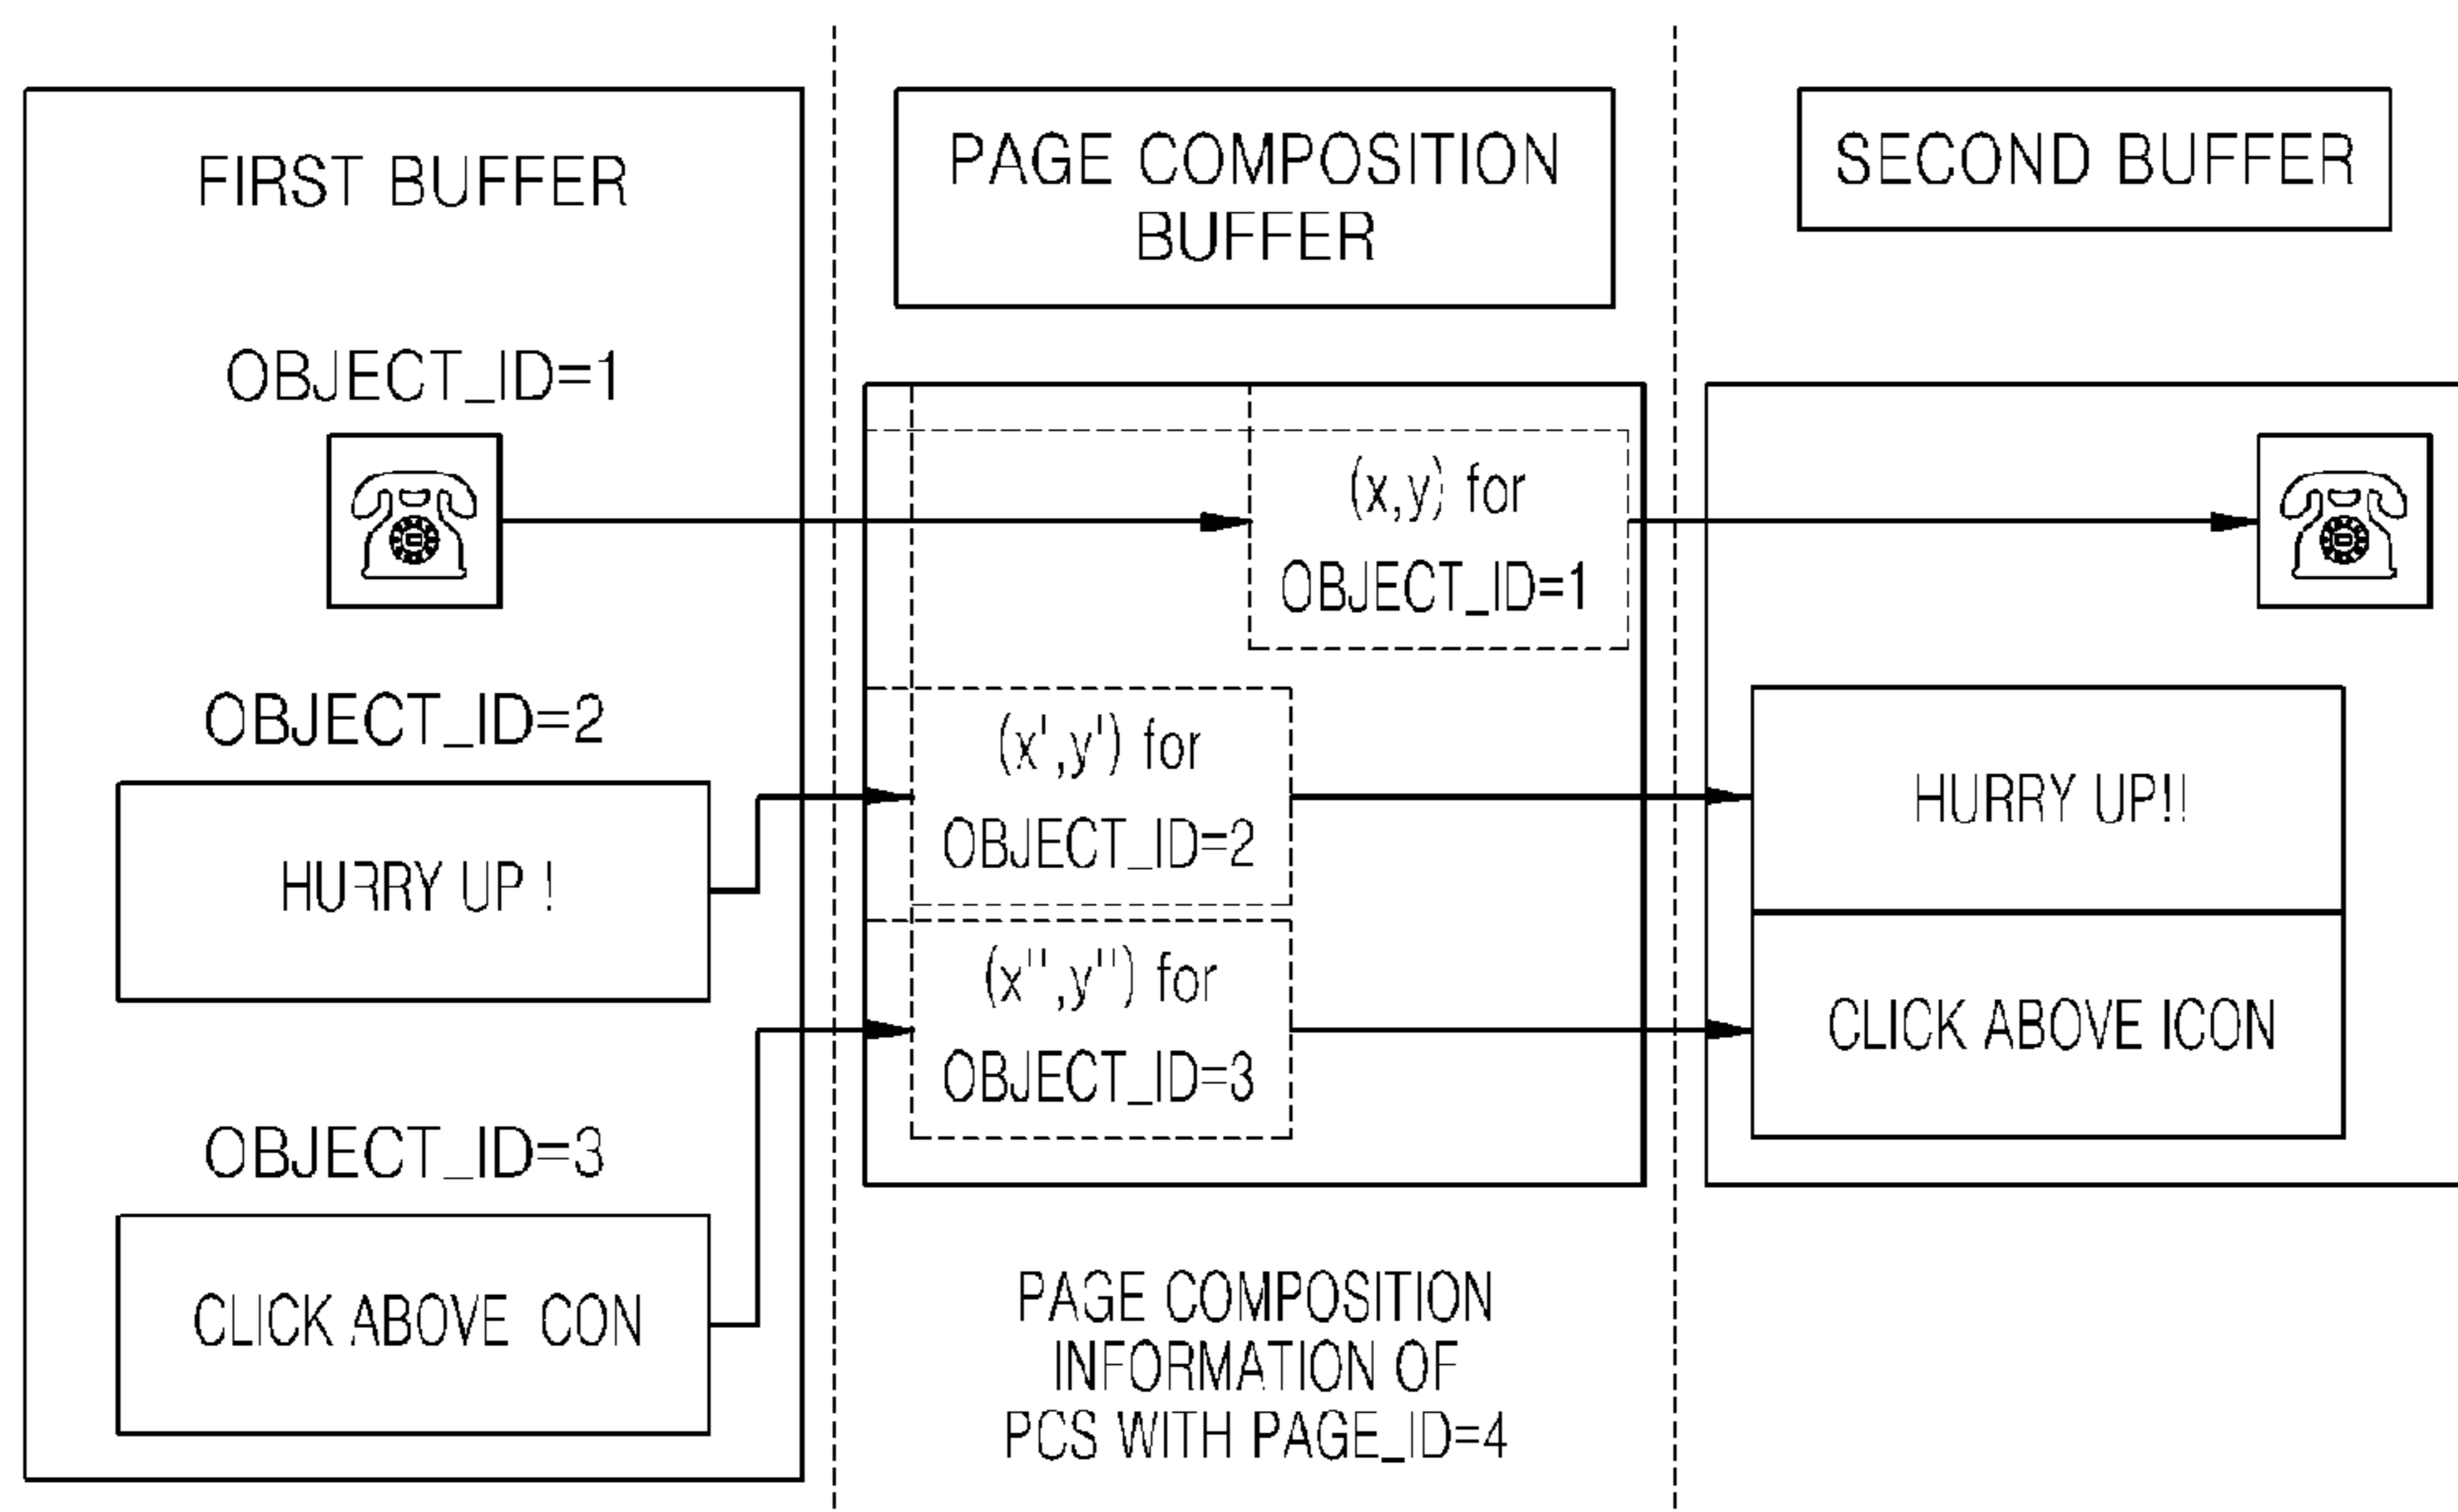 FIRST BUFFER
OBJECT_ID=1
OBJECT_ID=2
HURRY UP !
OBJECT_ID=3
CLICK ABOVE CON
PAGE COMPOSITION
BUFFER
(x,y) for
OBJECT_ID=1
(x',y') for
OBJECT_ID=2
(x",y") for
OBJECT_ID=3
PAGE COMPOSITION
INFORMATION OF
PCS WITH PAGE_ID=4
SECOND BUFFER
HURRY UP!!
CLICK ABOVE ICON